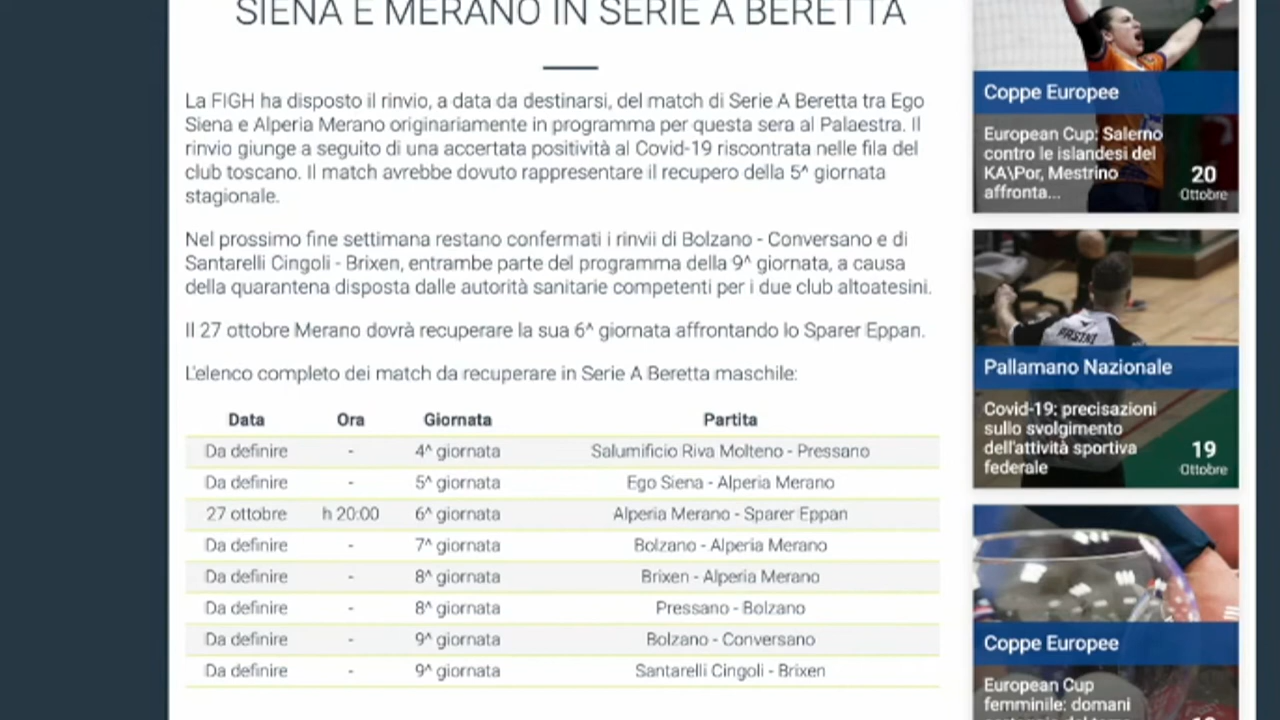 SIENA E MERANO IN SERIE A BERETTA
La FIGH ha disposto il rinvio, a data da destinarsi, del match di Serie A Beretta tra Ego
Siena e Alperia Merano originariamente in programma per questa sera al Palaestra. Il
rinvio giunge a seguito di una accertata positività al Covid-19 riscontrata nelle fila del
club toscano. Il match avrebbe dovuto rappresentare il recupero della 5^ giornata
stagionale.
Nel prossimo fine settimana restano confermati i rinvii di Bolzano - Conversano e di
Santarelli Cingoli - Brixen, entrambe parte del programma della 9^ giornata, a causa
della quarantena disposta dalle autorità sanitarie competenti per i due club altoatesini.
Il 27 ottobre Merano dovrà recuperare la sua 6^ giornata affrontando lo Sparer Eppan.
L'elenco completo dei match da recuperare in Serie A Beretta maschile:
Data Ora Giornata Partita
Da definire - 4^ giornata Salumificio Riva Molteno - Pressano
Da definire - 5^ giornata Ego Siena - Alperia Merano
27 ottobre h 20:00 6^ giornata Alperia Merano - Sparer Eppan
Da definire - 7^ giornata Bolzano - Alperia Merano
Da definire - 8^ giornata Brixen - Alperia Merano
Da definire - 8^ giornata Pressano - Bolzano
Da definire - 9^ giornata Bolzano - Conversano
Da definire - 9^ giornata Santarelli Cingoli - Brixen
Coppe Europee
European Cup: Salerno
contro le islandesi del
KA\Por, Mestrino
affronta...
20
Ottobre
PASINI
Pallamano Nazionale
Covid-19: precisazioni
sullo svolgimento
dell'attività sportiva
federale
19
Ottobre
Coppe Europee
European Cup
femminile: domani